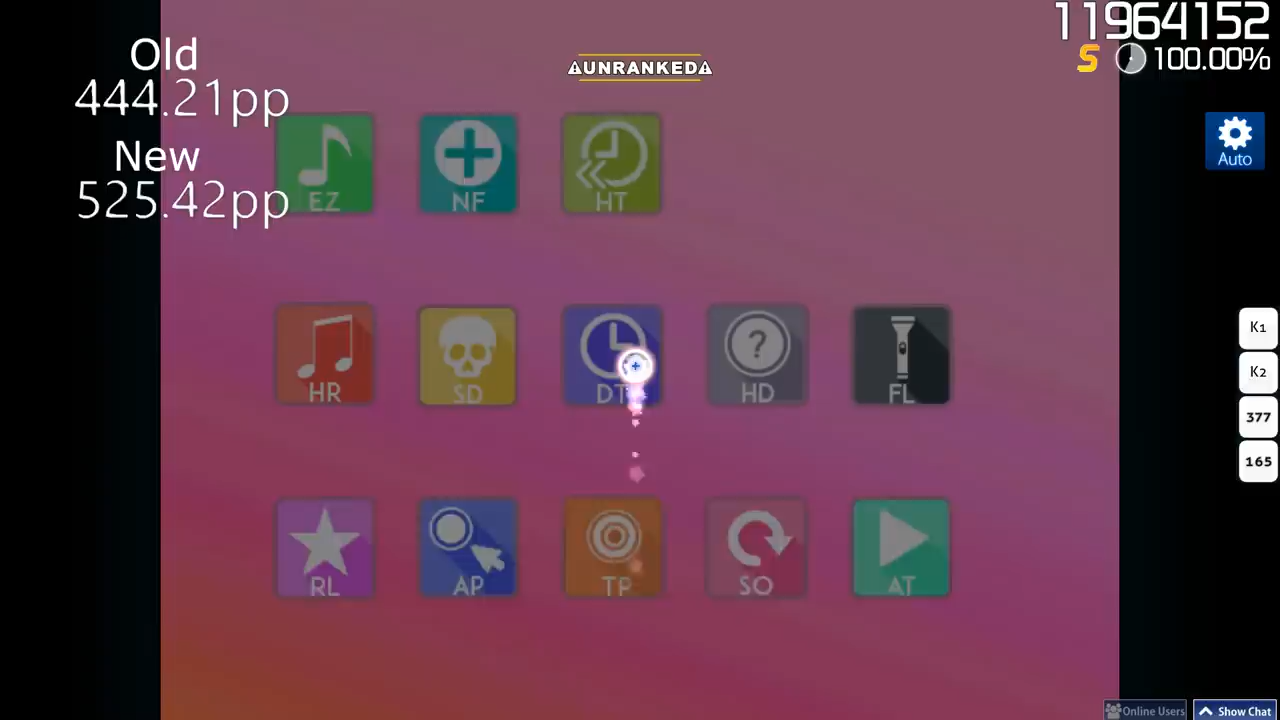 11964152
S 100.00%
Old
444.21pp
New
525.42pp
⚠UNRANKED⚠
Auto
EZ NF HT
HR SD DT HD FL
RL AP TP SO AT
K1
K2
377
165
Online Users
Show Chat